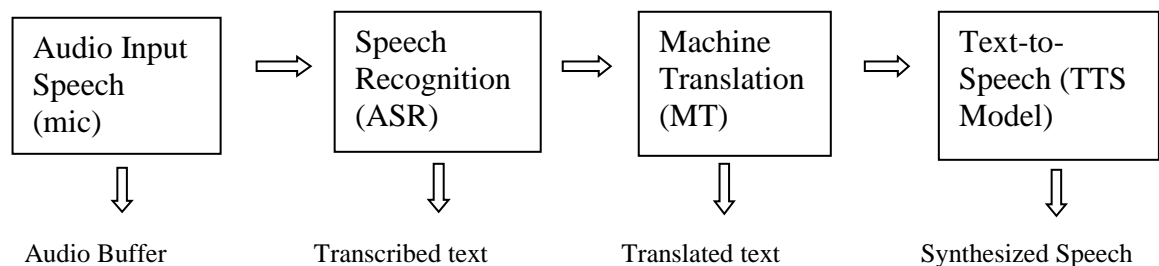 Audio Input
Speech
(mic)
Speech
Recognition
(ASR)
Machine
Translation
(MT)
Text-to-
Speech (TTS
Model)
Audio Buffer
Transcribed text
Translated text
Synthesized Speech